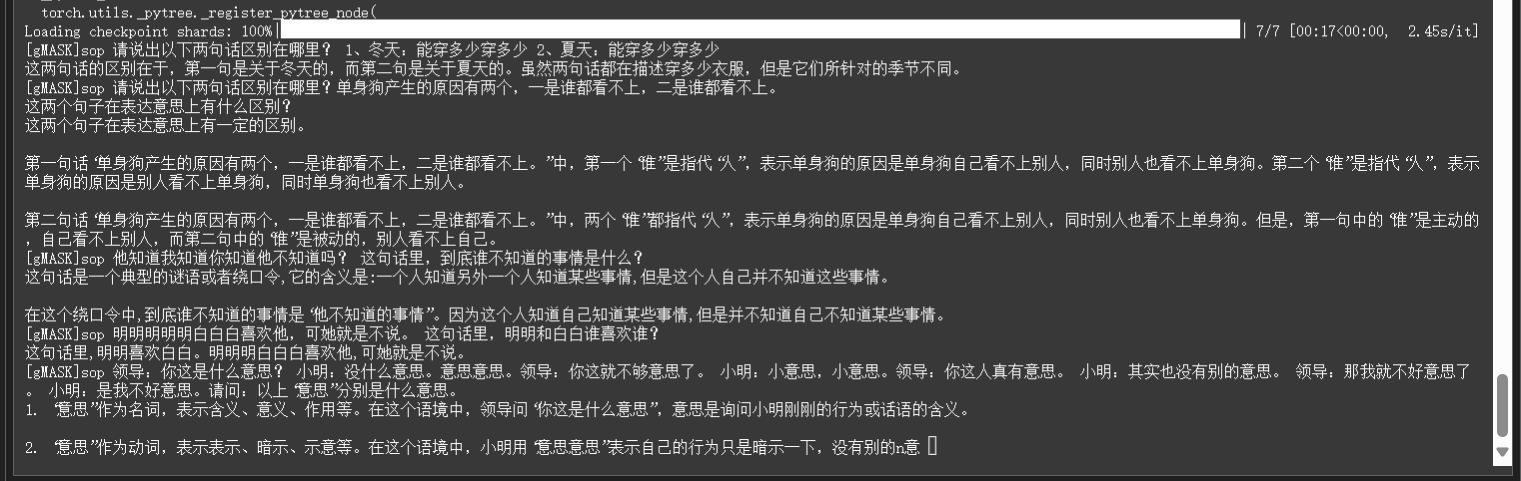 torch.utils._pytree._register_pytree_node(
Loading checkpoint shards: 100%| | 7/7 [00:17<00:00, 2.45s/it]
[gMASK]sop 请说出以下两句话区别在哪里？ 1、冬天：能穿多少穿多少 2、夏天：能穿多少穿多少
这两句话的区别在于，第一句是关于冬天的，而第二句是关于夏天的。虽然两句话都在描述穿多少衣服，但是它们所针对的季节不同。
[gMASK]sop 请说出以下两句话区别在哪里？单身狗产生的原因有两个，一是谁都看不上，二是谁都看不上。
这两个句子在表达意思上有什么区别？
这两个句子在表达意思上有一定的区别。
第一句话“单身狗产生的原因有两个，一是谁都看不上，二是谁都看不上。”中，第一个“谁”是指代“人”，表示单身狗的原因是单身狗自己看不上别人，同时别人也看不上单身狗。第二个“谁”是指代“人”，表示
单身狗的原因是别人看不上单身狗，同时单身狗也看不上别人。
第二句话“单身狗产生的原因有两个，一是谁都看不上，二是谁都看不上。”中，两个“谁”都指代“人”，表示单身狗的原因是单身狗自己看不上别人，同时别人也看不上单身狗。但是，第一句中的“谁”是主动的
，自己看不上别人，而第二句中的“谁”是被动的，别人看不上自己。
[gMASK]sop 他知道我知道你知道他不知道吗？ 这句话里，到底谁不知道的事情是什么？
这句话是一个典型的谜语或者绕口令,它的含义是:一个人知道另外一个人知道某些事情,但是这个人自己并不知道这些事情。
在这个绕口令中,到底谁不知道的事情是“他不知道的事情”。因为这个人知道自己知道某些事情,但是并不知道自己不知道某些事情。
[gMASK]sop 明明明明明白白白喜欢他，可她就是不说。 这句话里，明明和白白谁喜欢谁？
这句话里,明明喜欢白白。明明明白白白喜欢他,可她就是不说。
[gMASK]sop 领导：你这是什么意思？ 小明：没什么意思。意思意思。领导：你这就不够意思了。 小明：小意思，小意思。领导：你这人真有意思。 小明：其实也没有别的意思。 领导：那我就不好意思了
。 小明：是我不好意思。请问：以上“意思”分别是什么意思。
1. “意思”作为名词，表示含义、意义、作用等。在这个语境中，领导问“你这是什么意思”，意思是询问小明刚刚的行为或话语的含义。
2. “意思”作为动词，表示表示、暗示、示意等。在这个语境中，小明用“意思意思”表示自己的行为只是暗示一下，没有别的n意